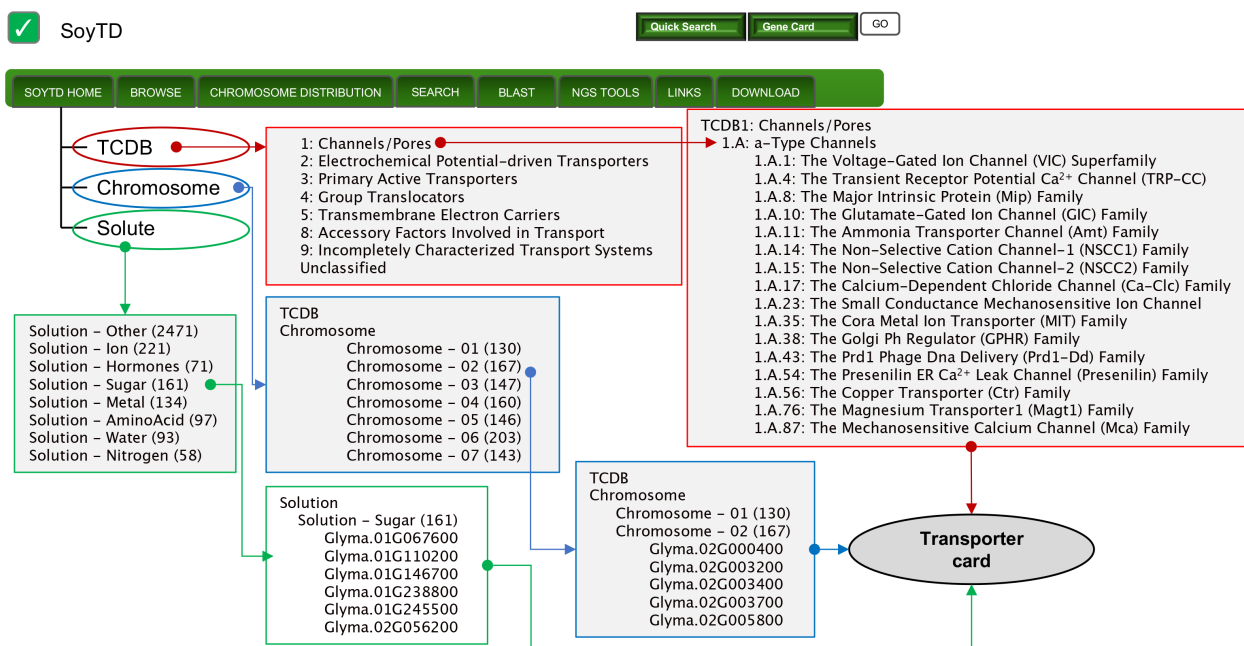 SoyTD
Quick Search
Gene Card
GO
SOYTD HOME
BROWSE
CHROMOSOME DISTRIBUTION
SEARCH
BLAST
NGS TOOLS
LINKS
DOWNLOAD
TCDB
Chromosome
Solute
1: Channels/Pores
2: Electrochemical Potential-driven Transporters
3: Primary Active Transporters
4: Group Translocators
5: Transmembrane Electron Carriers
8: Accessory Factors Involved in Transport
9: Incompletely Characterized Transport Systems
Unclassified
TCDB1: Channels/Pores
1.A: a-Type Channels
1.A.1: The Voltage-Gated Ion Channel (VIC) Superfamily
1.A.4: The Transient Receptor Potential Ca²⁺ Channel (TRP-CC)
1.A.8: The Major Intrinsic Protein (Mip) Family
1.A.10: The Glutamate-Gated Ion Channel (GIC) Family
1.A.11: The Ammonia Transporter Channel (Amt) Family
1.A.14: The Non-Selective Cation Channel-1 (NSCC1) Family
1.A.15: The Non-Selective Cation Channel-2 (NSCC2) Family
1.A.17: The Calcium-Dependent Chloride Channel (Ca-Clc) Family
1.A.23: The Small Conductance Mechanosensitive Ion Channel
1.A.35: The Cora Metal Ion Transporter (MIT) Family
1.A.38: The Golgi Ph Regulator (GPHR) Family
1.A.43: The Prd1 Phage Dna Delivery (Prd1-Dd) Family
1.A.54: The Presenilin ER Ca²⁺ Leak Channel (Presenilin) Family
1.A.56: The Copper Transporter (Ctr) Family
1.A.76: The Magnesium Transporter1 (Magt1) Family
1.A.87: The Mechanosensitive Calcium Channel (Mca) Family
Solution - Other (2471)
Solution - Ion (221)
Solution - Hormones (71)
Solution - Sugar (161)
Solution - Metal (134)
Solution - AminoAcid (97)
Solution - Water (93)
Solution - Nitrogen (58)
TCDB
Chromosome
Chromosome - 01 (130)
Chromosome - 02 (167)
Chromosome - 03 (147)
Chromosome - 04 (160)
Chromosome - 05 (146)
Chromosome - 06 (203)
Chromosome - 07 (143)
Solution
Solution - Sugar (161)
Glyma.01G067600
Glyma.01G110200
Glyma.01G146700
Glyma.01G238800
Glyma.01G245500
Glyma.02G056200
TCDB
Chromosome
Chromosome - 01 (130)
Chromosome - 02 (167)
Glyma.02G000400
Glyma.02G003200
Glyma.02G003400
Glyma.02G003700
Glyma.02G005800
Transporter
card